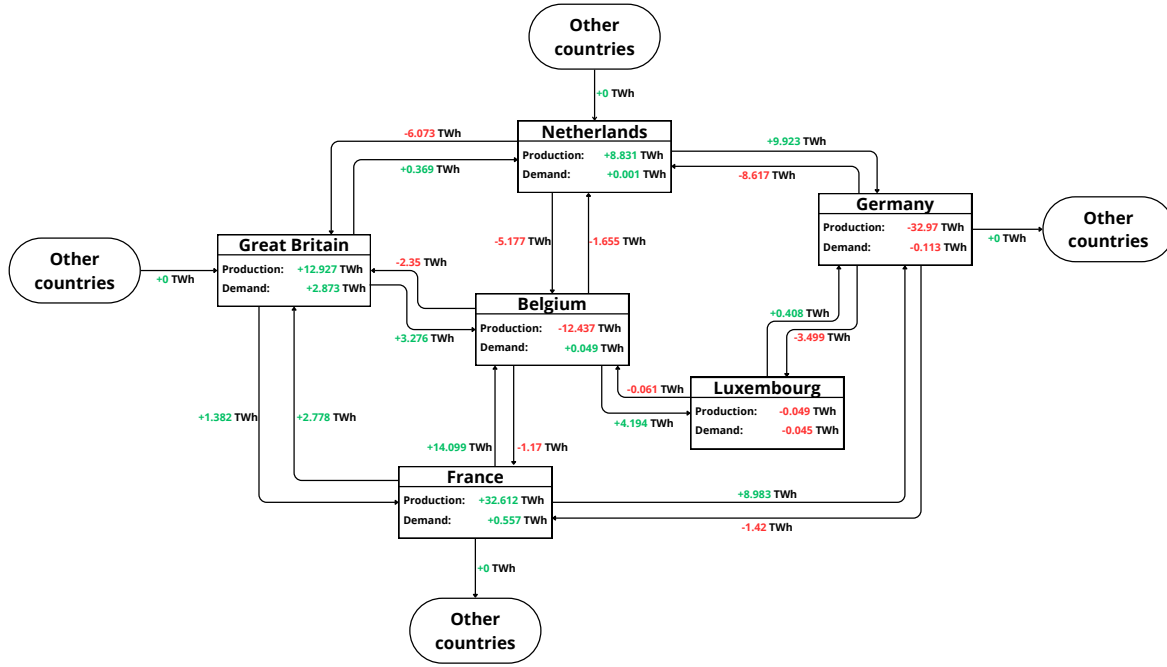 Other
countries
+0 TWh
-6.073 TWh
Netherlands
Production: +8.831 TWh
Demand: +0.001 TWh
+9.923 TWh
+0.369 TWh
-8.617 TWh
Germany
Production: -32.97 TWh
Demand: -0.113 TWh
Other
countries
+0 TWh
Great Britain
Production: +12.927 TWh
Demand: +2.873 TWh
-5.177 TWh
-1.655 TWh
Other
countries
+0 TWh
-2.35 TWh
Belgium
Production: -12.437 TWh
Demand: +0.049 TWh
+3.276 TWh
+0.408 TWh
-3.499 TWh
-0.061 TWh
Luxembourg
Production: -0.049 TWh
Demand: -0.045 TWh
+4.194 TWh
+1.382 TWh
+2.778 TWh
+14.099 TWh
-1.17 TWh
France
Production: +32.612 TWh
Demand: +0.557 TWh
+8.983 TWh
-1.42 TWh
+0 TWh
Other
countries